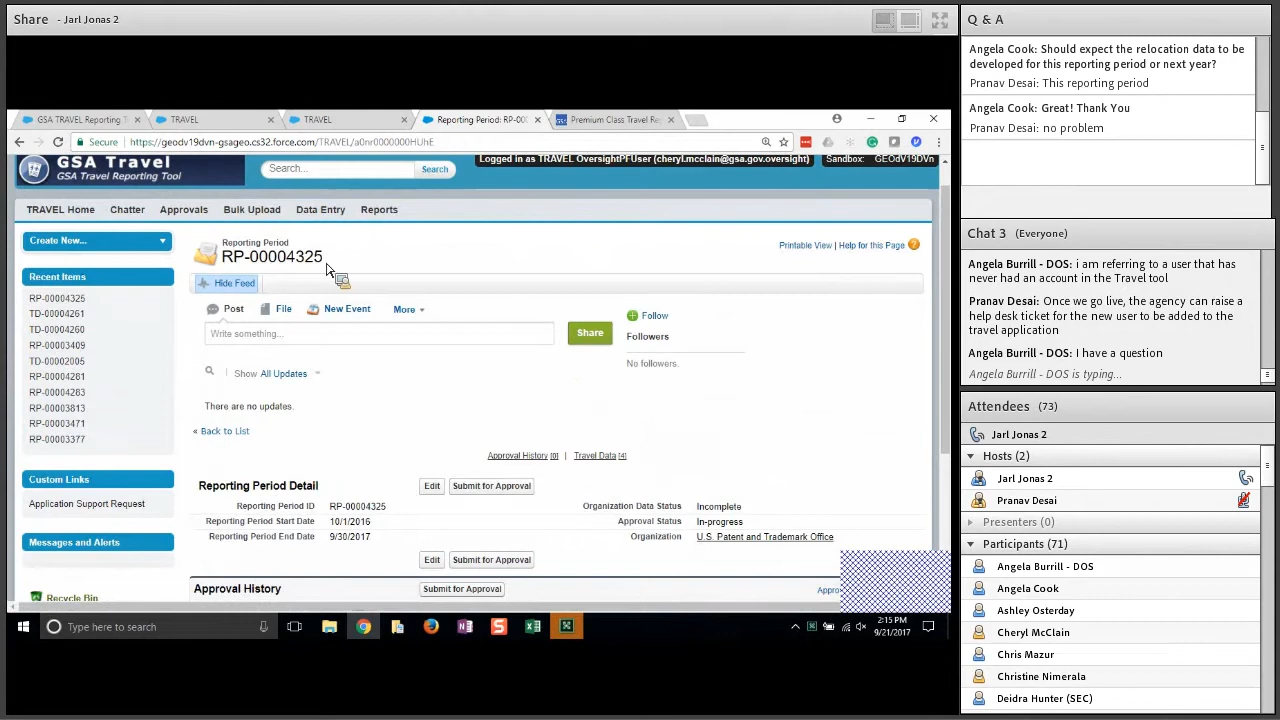 Share - Jarl Jonas 2
GSA TRAVEL Reporting T
TRAVEL
TRAVEL
Reporting Period: RP-000
Premium Class Travel Re
Secure
https://geodv19dvn-gsageo.cs32.force.com/TRAVEL/a0nr0000000HUhE
GSA Travel
GSA Travel Reporting Tool
Search...
Search
Logged in as TRAVEL OversightPFUser (cheryl.mcclain@gsa.gov.oversight)
Sandbox: GEOdV19DVn
TRAVEL Home
Chatter
Approvals
Bulk Upload
Data Entry
Reports
Create New...
Recent Items
RP-00004325
TD-00004261
TD-00004260
RP-00003409
TD-00002005
RP-00004281
RP-00004283
RP-00003813
RP-00003471
RP-00003377
Custom Links
Application Support Request
Messages and Alerts
Recycle Bin
Reporting Period
RP-00004325
Printable View | Help for this Page
Hide Feed
Post
File
New Event
More
Write something...
Share
Follow
Followers
No followers.
Show All Updates
There are no updates.
« Back to List
Approval History [0] | Travel Data [4]
Reporting Period Detail
Edit
Submit for Approval
Reporting Period ID RP-00004325
Organization Data Status Incomplete
Reporting Period Start Date 10/1/2016
Approval Status In-progress
Reporting Period End Date 9/30/2017
Organization U.S. Patent and Trademark Office
Edit
Submit for Approval
Approval History
Submit for Approval
Type here to search
2:15 PM
9/21/2017
Q & A
Angela Cook: Should expect the relocation data to be
developed for this reporting period or next year?
Pranav Desai: This reporting period
Angela Cook: Great! Thank You
Pranav Desai: no problem
Chat 3 (Everyone)
Angela Burrill - DOS: i am referring to a user that has
never had an account in the Travel tool
Pranav Desai: Once we go live, the agency can raise a
help desk ticket for the new user to be added to the
travel application
Angela Burrill - DOS: I have a question
Angela Burrill - DOS is typing...
Attendees (73)
Jarl Jonas 2
Hosts (2)
Jarl Jonas 2
Pranav Desai
Presenters (0)
Participants (71)
Angela Burrill - DOS
Angela Cook
Ashley Osterday
Cheryl McClain
Chris Mazur
Christine Nimerala
Deidra Hunter (SEC)